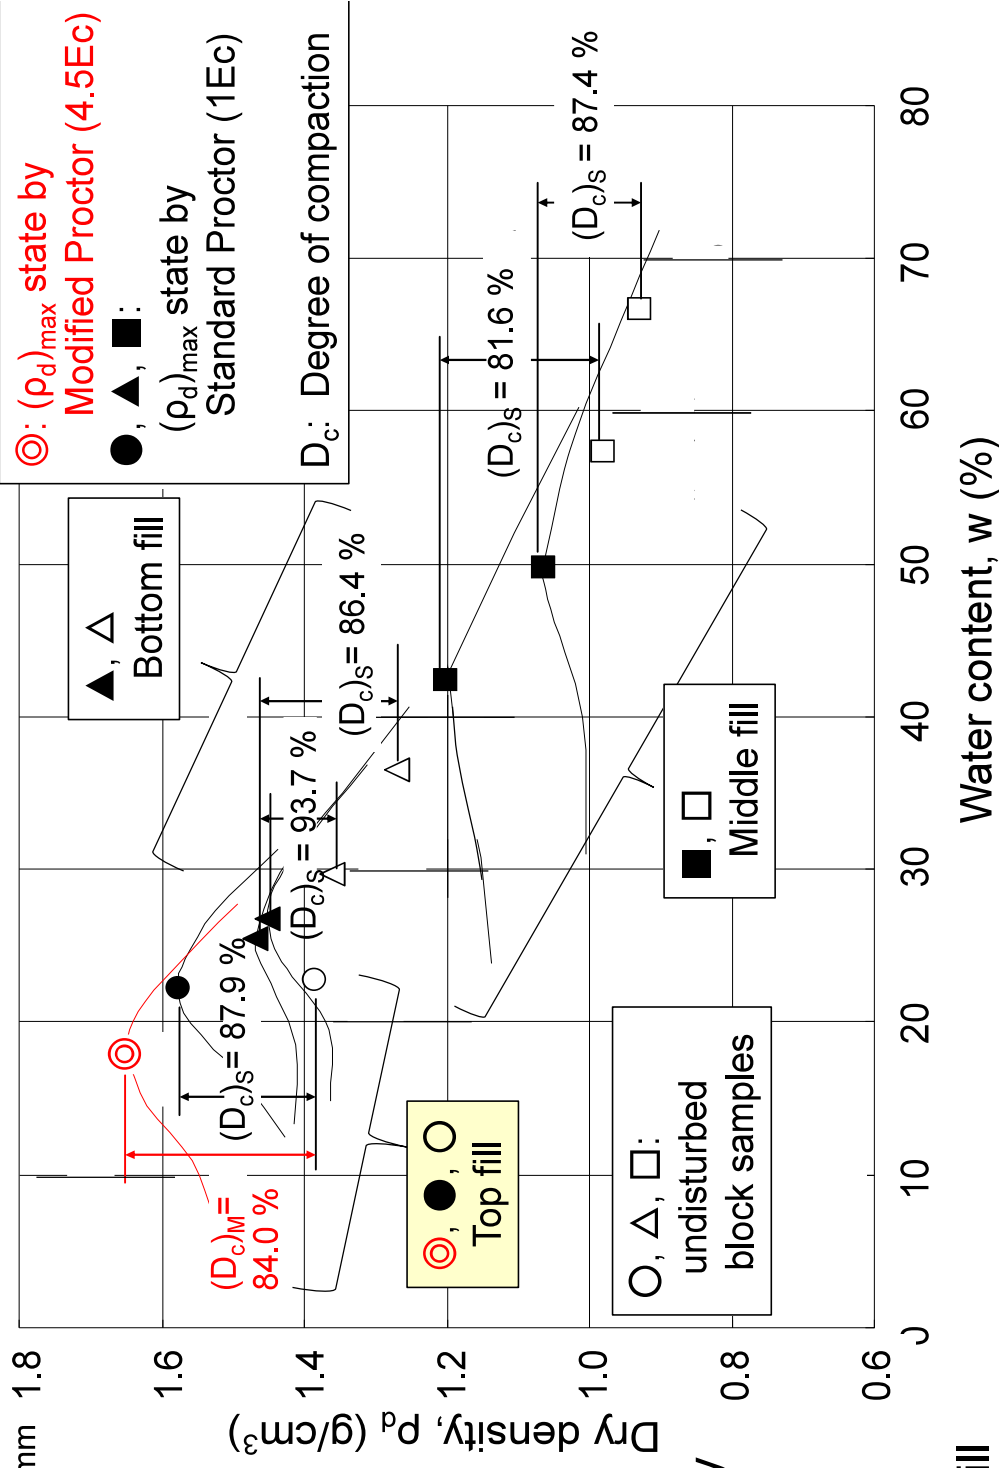 ◎: (ρd)max state by
Modified Proctor (4.5Ec)
●, ▲, ■:
(ρd)max state by
Standard Proctor (1Ec)
Dc: Degree of compaction
▲, △
Bottom fill
(Dc)S = 87.4 %
(Dc)S = 81.6 %
(Dc)S= 86.4 %
(Dc)S = 93.7 %
(Dc)S= 87.9 %
(Dc)M=
84.0 %
◎, ●, ○
Top fill
■, □
Middle fill
○, △, □:
undisturbed
block samples
1.8
1.6
1.4
1.2
1.0
0.8
0.6
Dry density, ρd (g/cm3)
0
10
20
30
40
50
60
70
80
Water content, w (%)
mm
ill